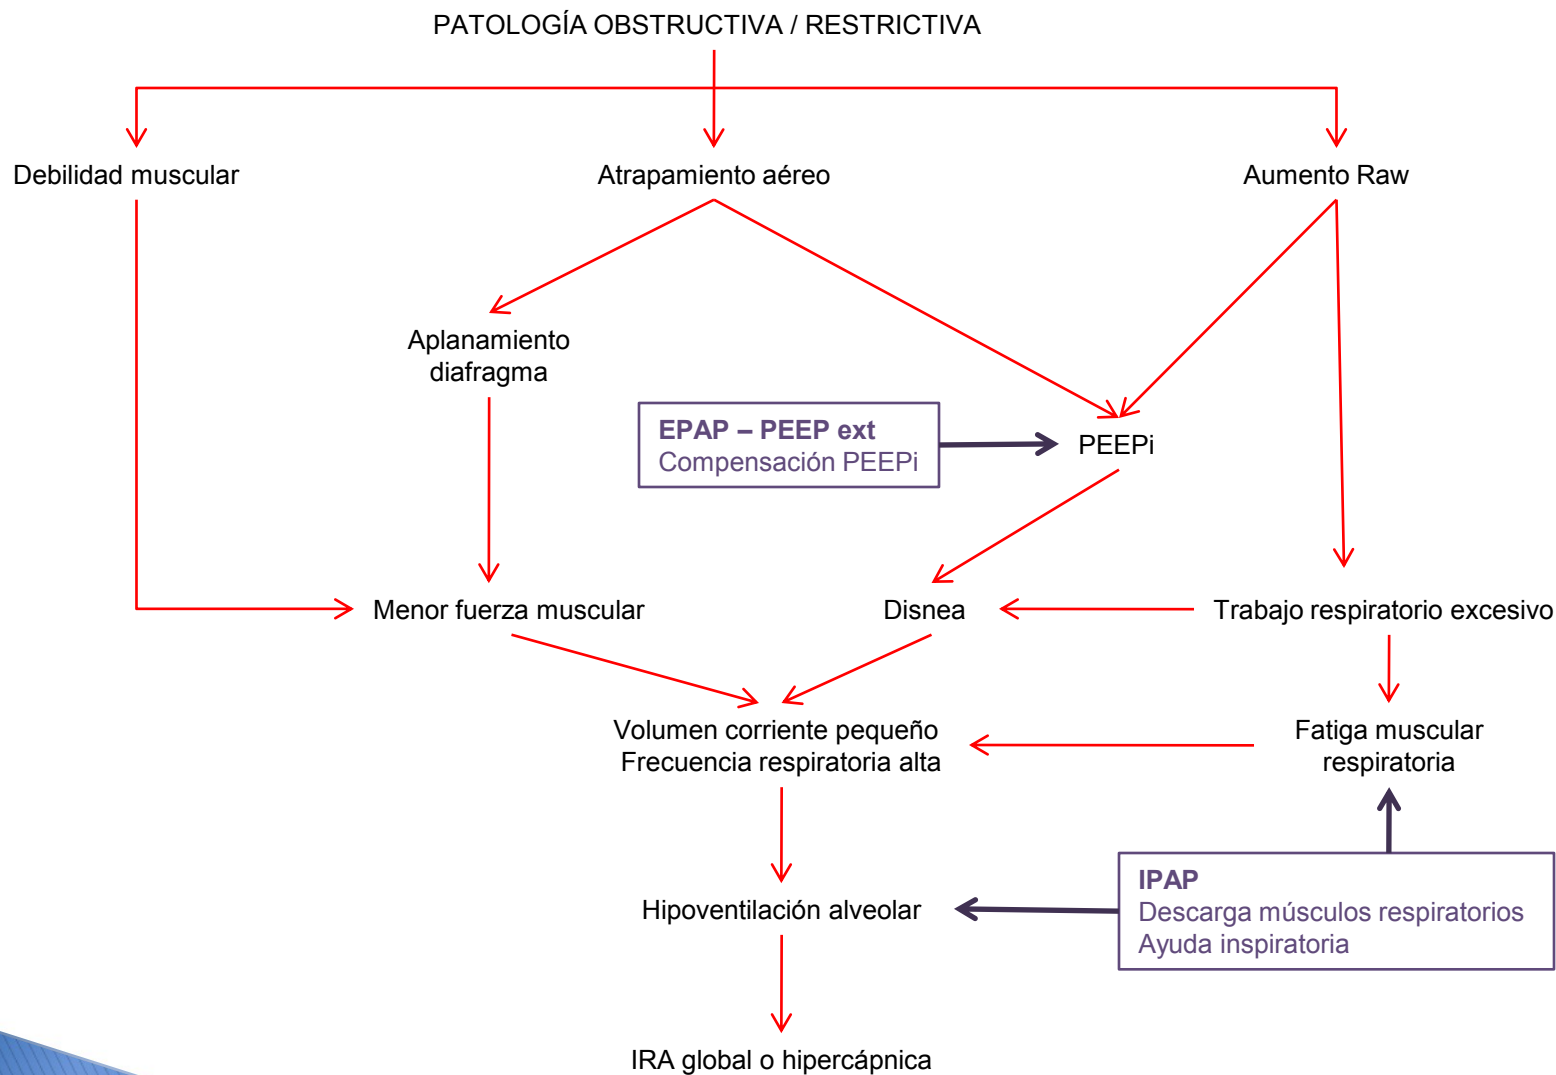 PATOLOGÍA OBSTRUCTIVA / RESTRICTIVA
Debilidad muscular
Atrapamiento aéreo
Aumento Raw
Aplanamiento
diafragma
EPAP – PEEP ext
Compensación PEEPi
PEEPi
Menor fuerza muscular
Disnea
Trabajo respiratorio excesivo
Volumen corriente pequeño
Frecuencia respiratoria alta
Fatiga muscular
respiratoria
Hipoventilación alveolar
IPAP
Descarga músculos respiratorios
Ayuda inspiratoria
IRA global o hipercápnica